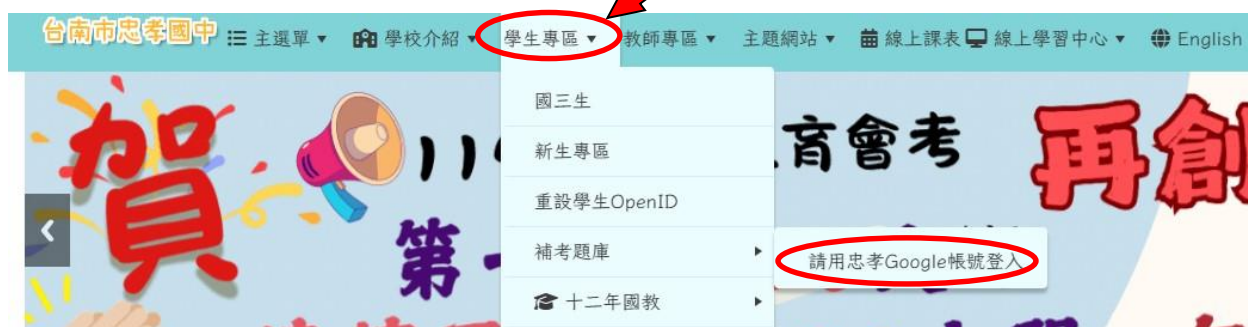 台南市忠孝國中 主選單 學校介紹 學生專區 教師專區 主題網站 線上課表 線上學習中心 English
國三生
新生專區
重設學生OpenID
補考題庫
請用忠孝Google帳號登入
十二年國教
賀
育會考
再創
第一